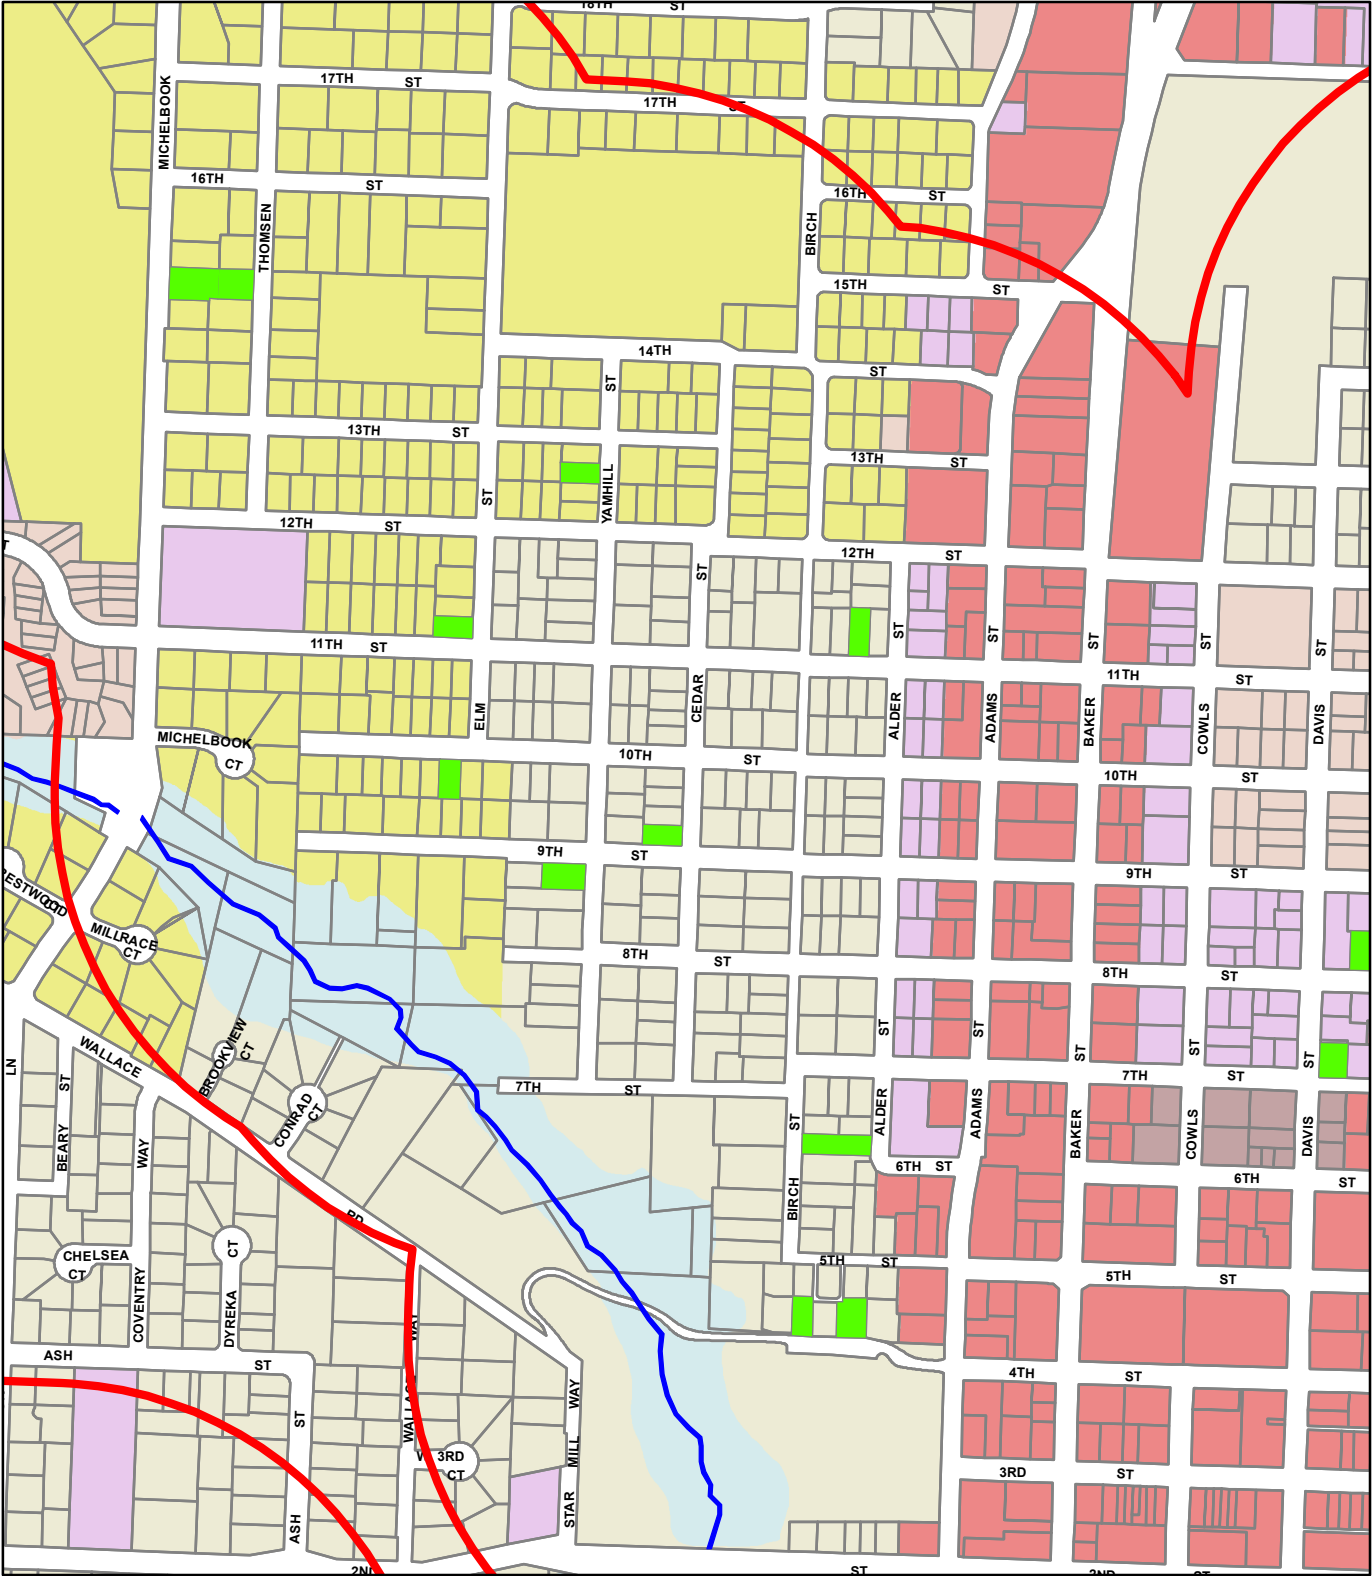 18TH ST
17TH ST
17TH ST
MICHELBOOK
16TH ST
16TH ST
THOMSEN
BIRCH
15TH ST
14TH ST
ST
13TH ST
13TH ST
ST
YAMHILL
12TH ST
12TH ST
ST
ST
ST
ST
ST
11TH ST
11TH ST
ELM
CEDAR
ALDER
ADAMS
BAKER
COWLS
DAVIS
MICHELBOOK
CT
10TH ST
10TH ST
9TH ST
9TH ST
MILLRACE
CT
8TH ST
8TH ST
ST
ST
ST
ST
ST
LN
ST
BEARY
WALLACE
WAY
BROOKVIEW
CT
CONRAD
CT
7TH ST
7TH ST
ST
BIRCH
ALDER
ADAMS
BAKER
COWLS
DAVIS
6TH ST
6TH ST
RD
CHELSEA
CT
COVENTRY
CT
DYREKA
5TH ST
5TH ST
ASH ST
WAY
WALLACE
4TH ST
ST
ASH
3RD
CT
STAR MILL WAY
3RD ST
2ND ST
2ND ST